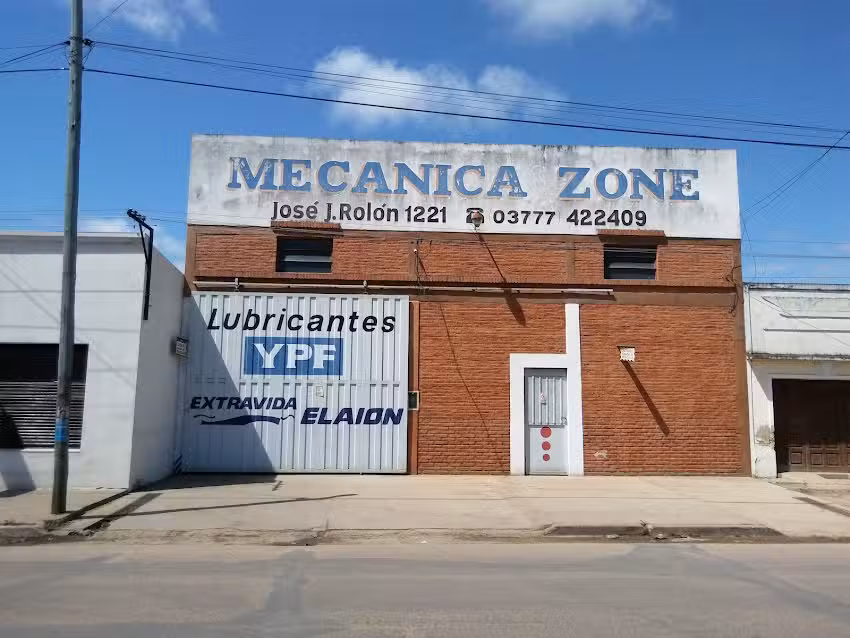 MECANICA ZONE
José J. Rolón 1221 ☎ 03777 422409
Lubricantes
YPF
EXTRAVIDA ELAION